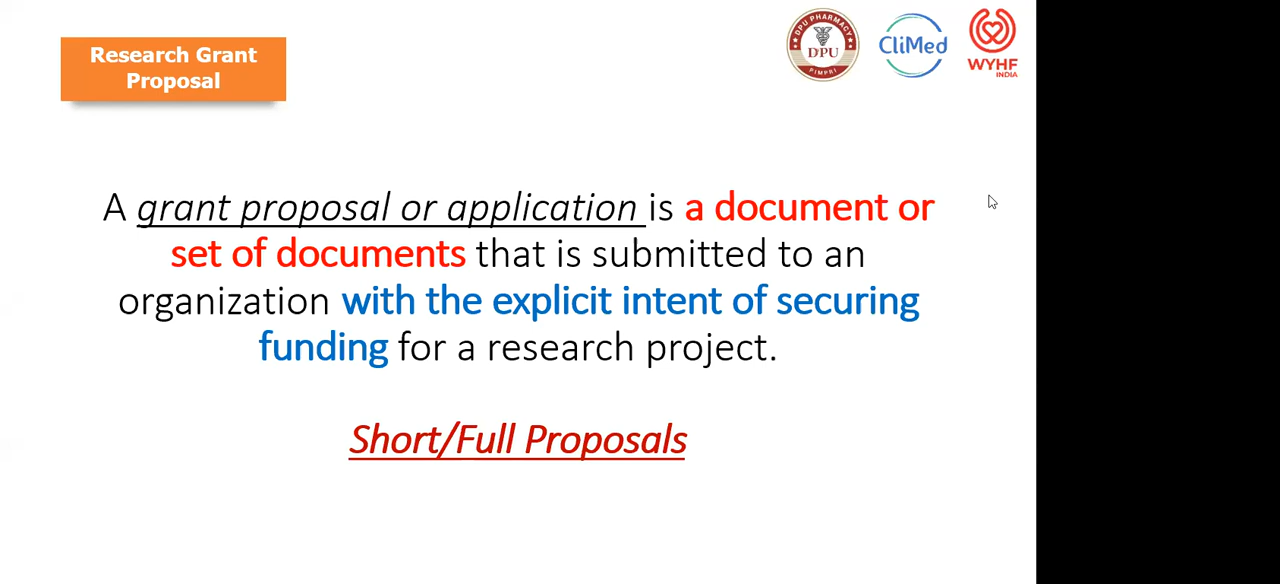 Research Grant
Proposal
DPU PHARMACY
DPU
PIMPRI
CliMed
WYHF
INDIA
A grant proposal or application is a document or
set of documents that is submitted to an
organization with the explicit intent of securing
funding for a research project.
Short/Full Proposals